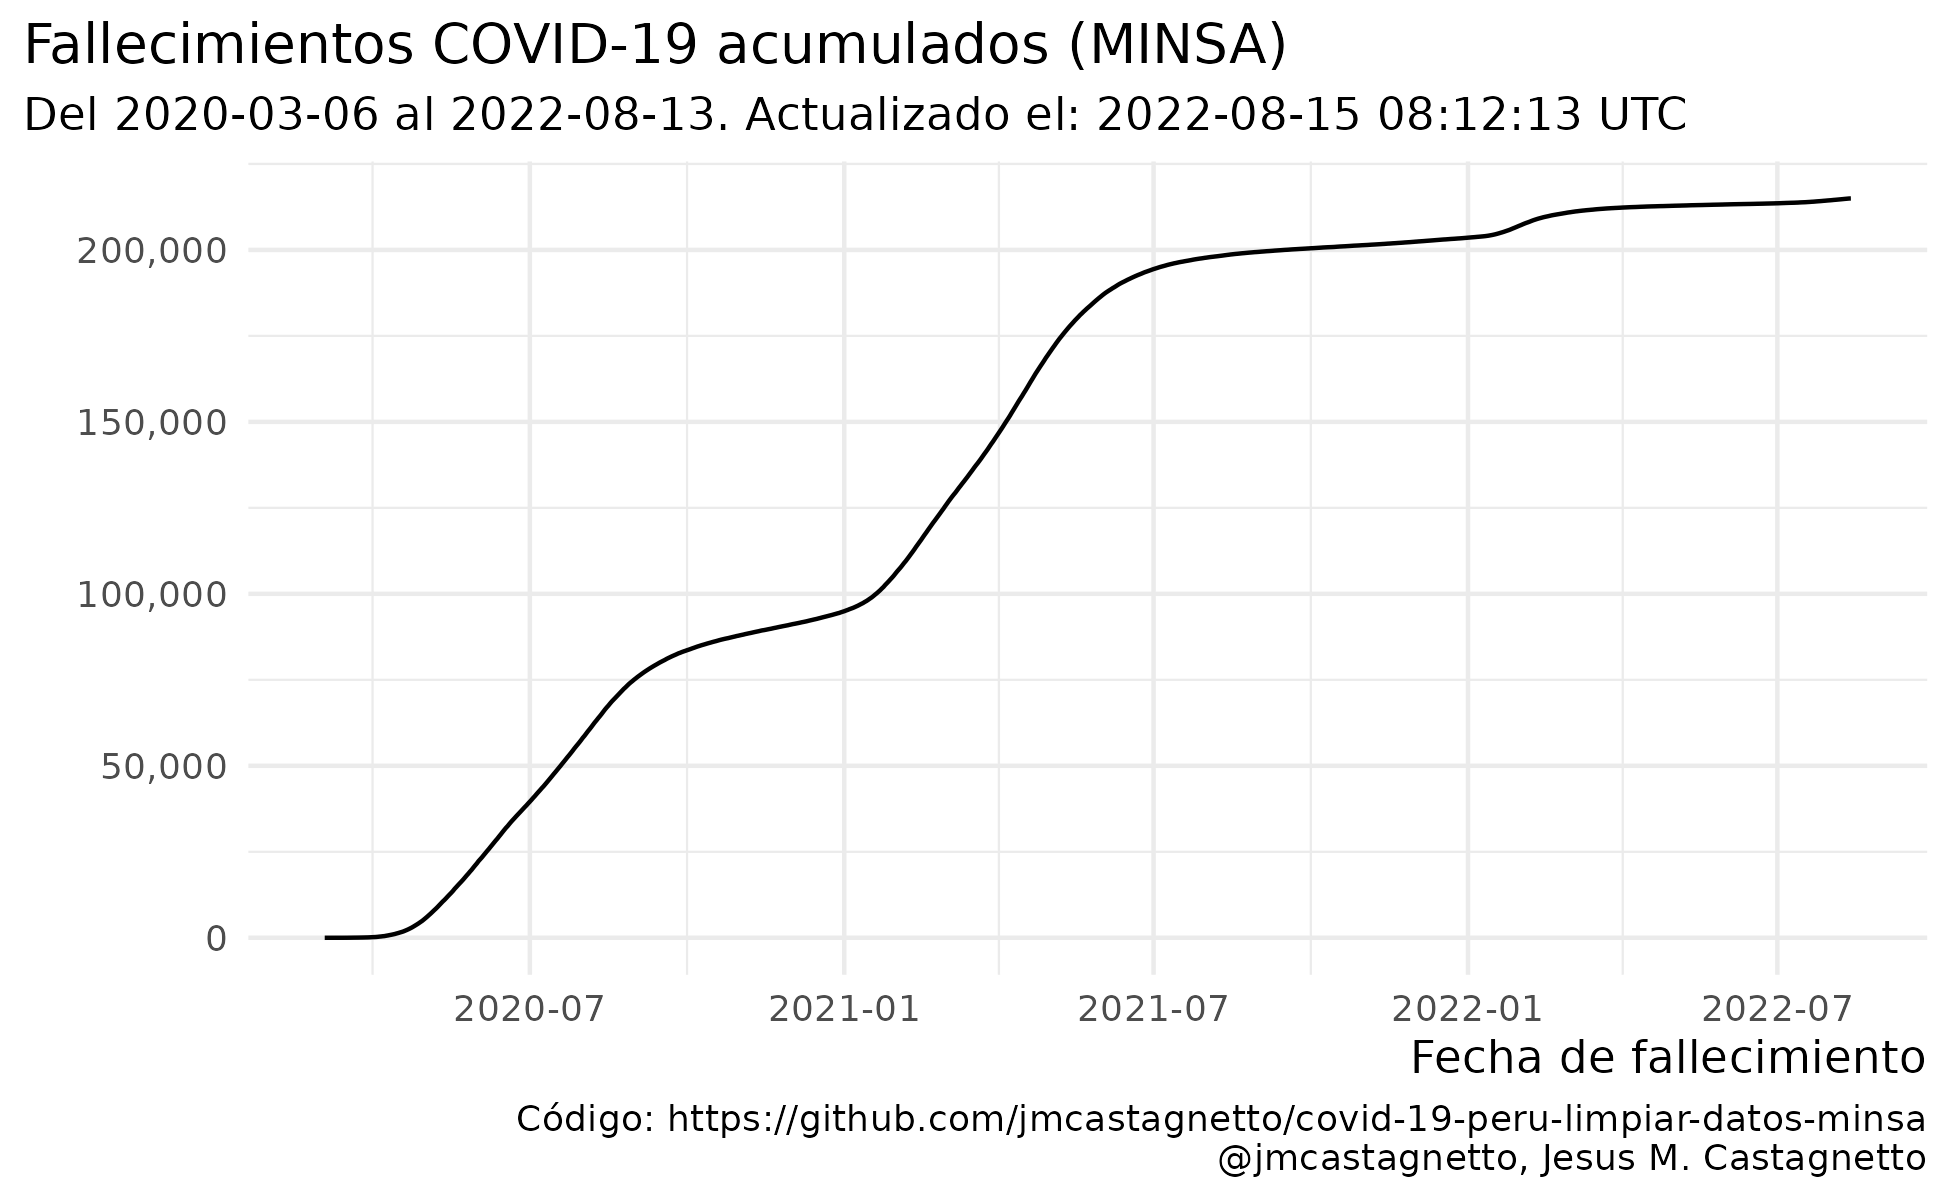 Fallecimientos COVID-19 acumulados (MINSA)
Del 2020-03-06 al 2022-08-13. Actualizado el: 2022-08-15 08:12:13 UTC
200,000
150,000
100,000
50,000
0
2020-07 2021-01 2021-07 2022-01 2022-07
Fecha de fallecimiento
Código: https://github.com/jmcastagnetto/covid-19-peru-limpiar-datos-minsa
@jmcastagnetto, Jesus M. Castagnetto